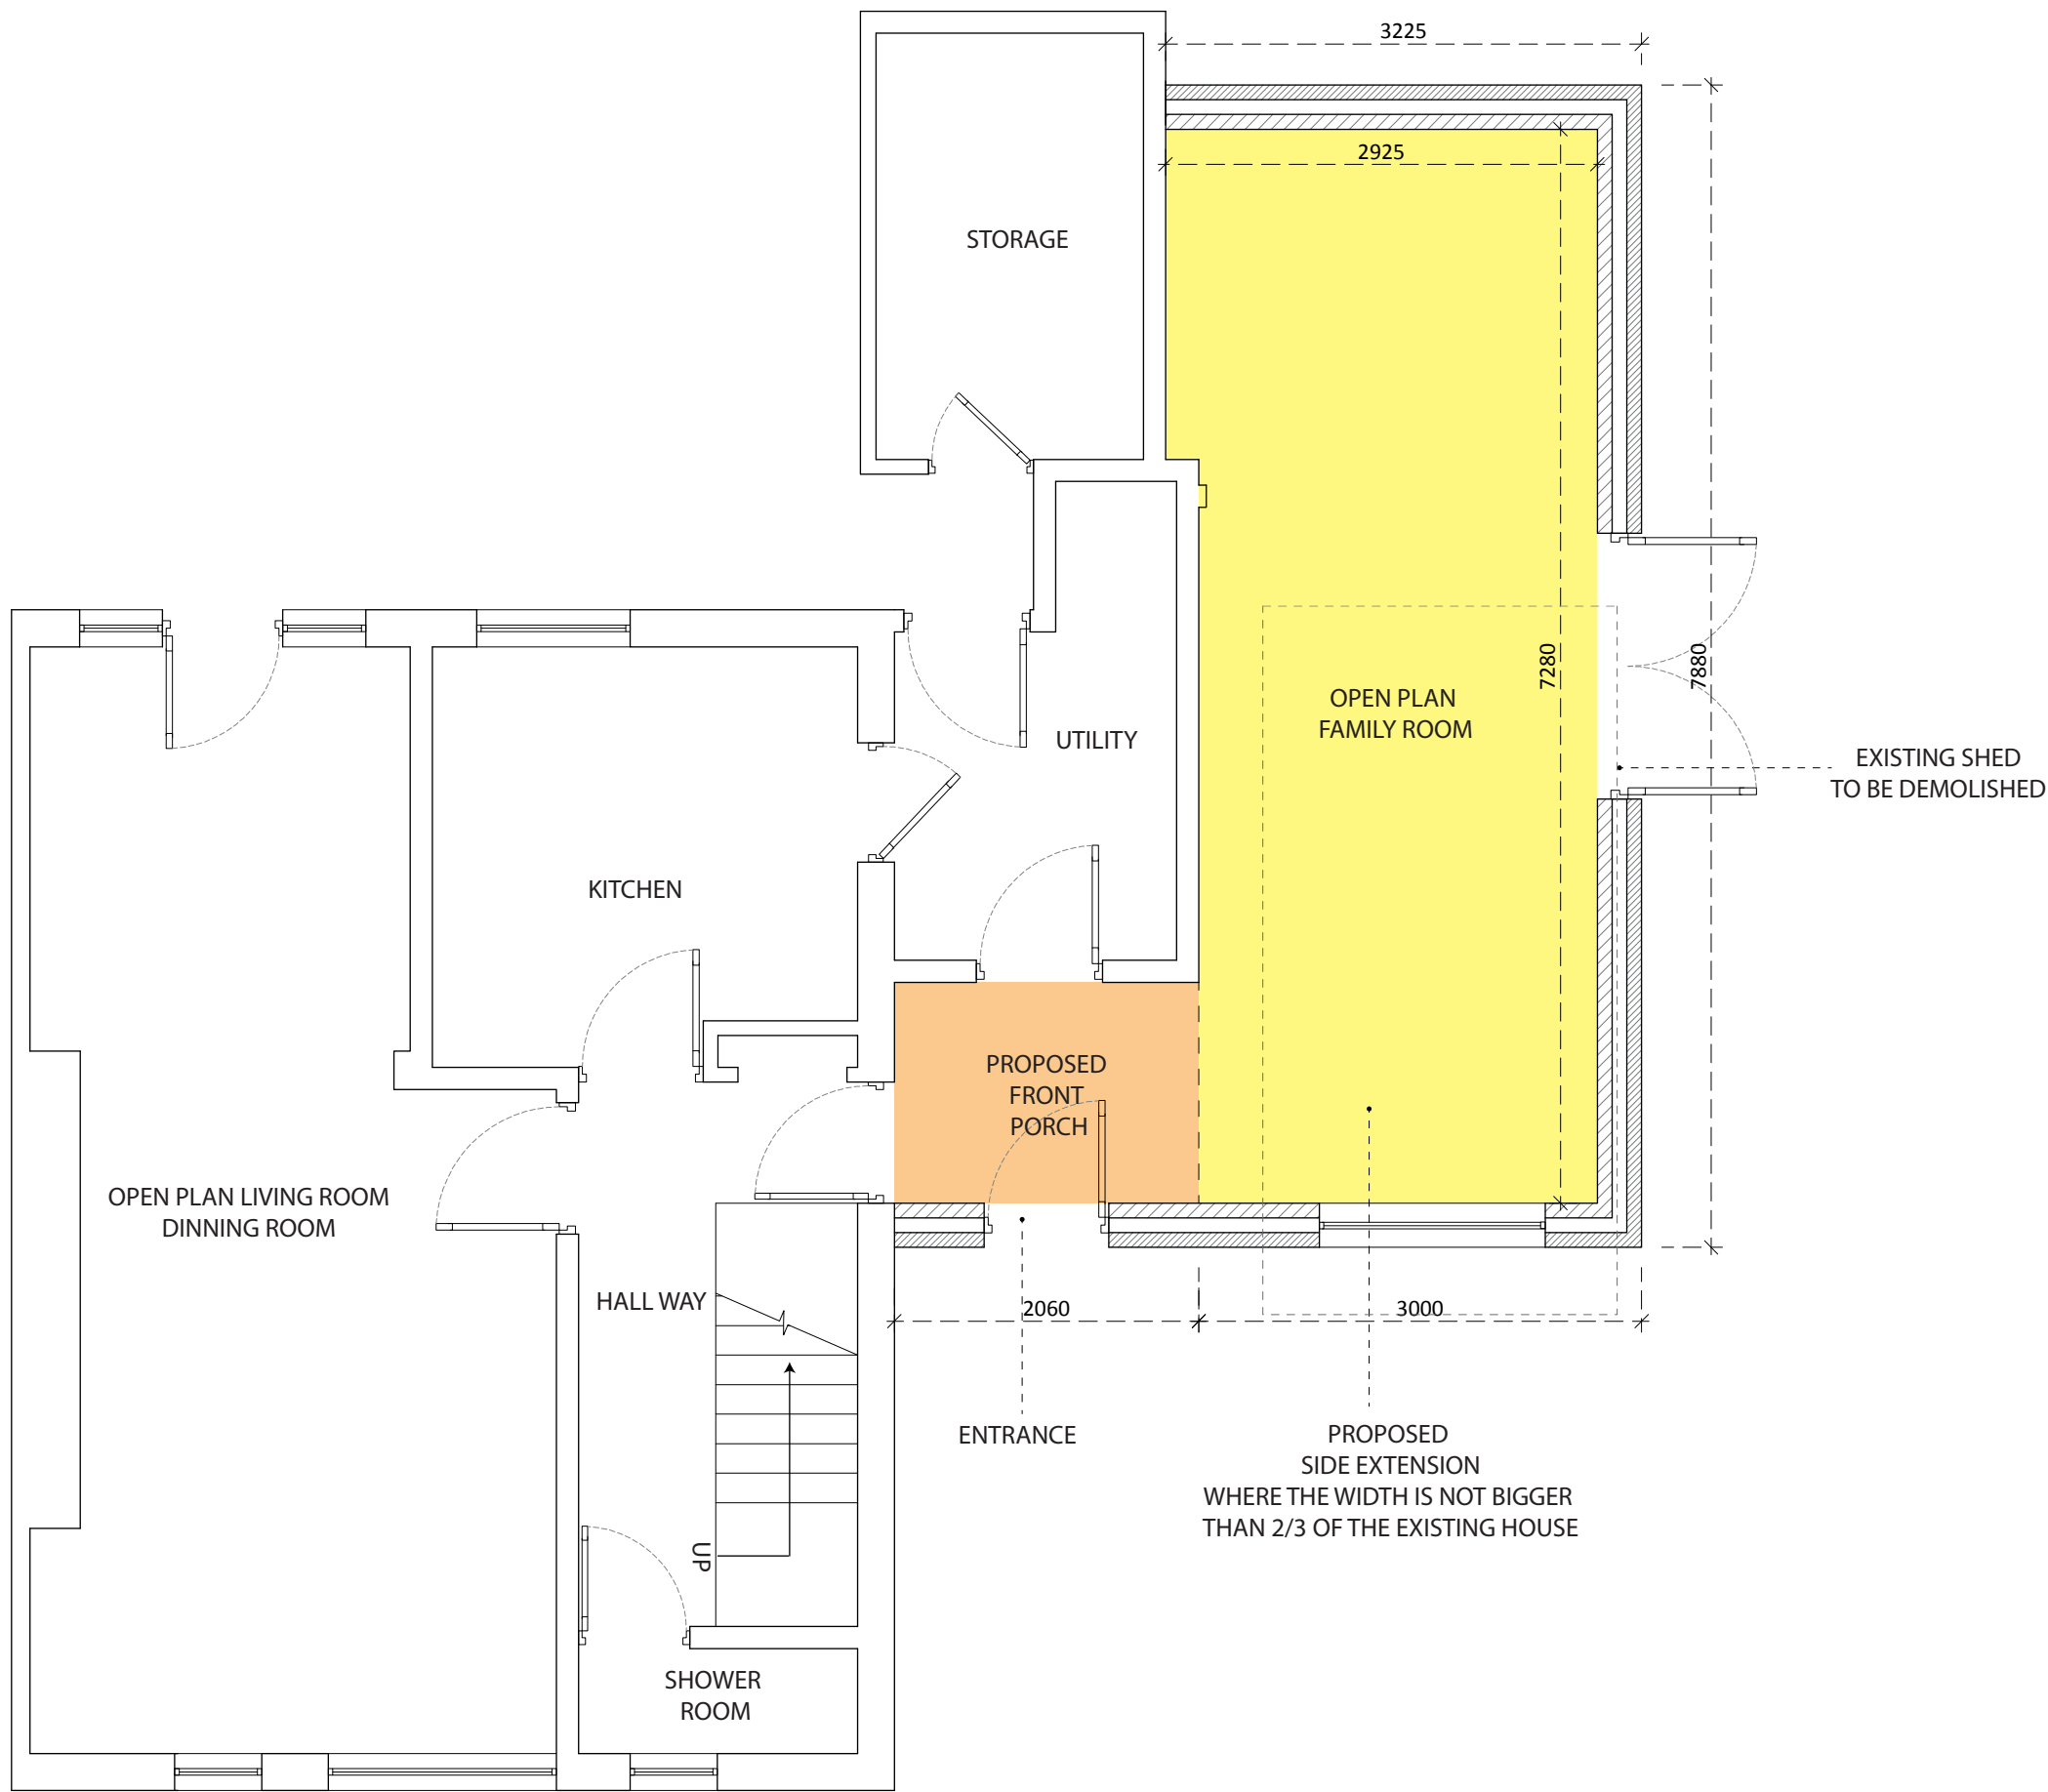 3225
2925
STORAGE
7280
7880
OPEN PLAN
FAMILY ROOM
UTILITY
EXISTING SHED
TO BE DEMOLISHED
KITCHEN
PROPOSED
FRONT
PORCH
OPEN PLAN LIVING ROOM
DINNING ROOM
HALL WAY
2060
3000
ENTRANCE
PROPOSED
SIDE EXTENSION
WHERE THE WIDTH IS NOT BIGGER
THAN 2/3 OF THE EXISTING HOUSE
UP
SHOWER
ROOM